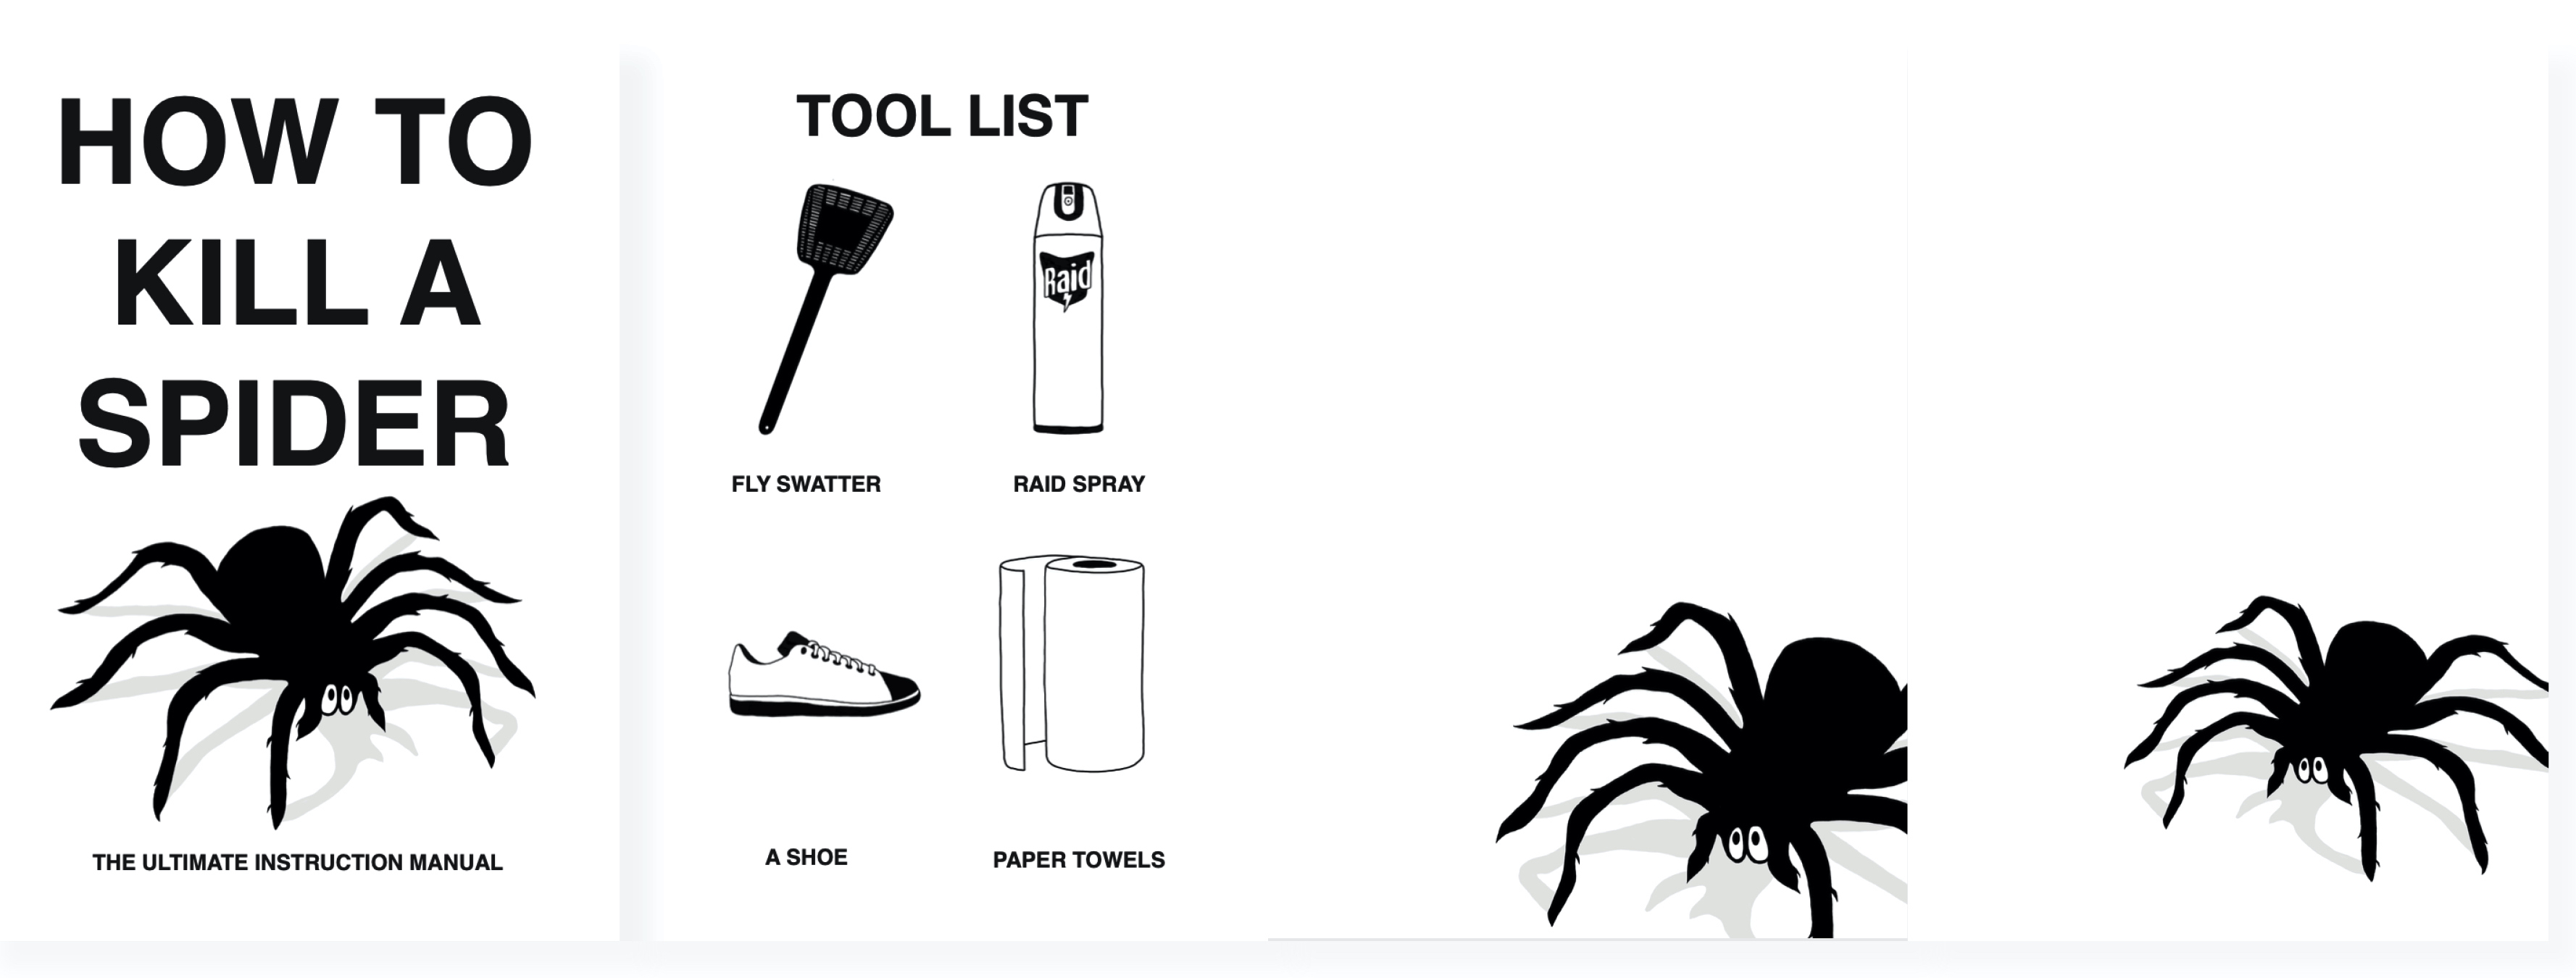 HOW TO
KILL A
SPIDER
THE ULTIMATE INSTRUCTION MANUAL
TOOL LIST
Raid
FLY SWATTER
RAID SPRAY
A SHOE
PAPER TOWELS